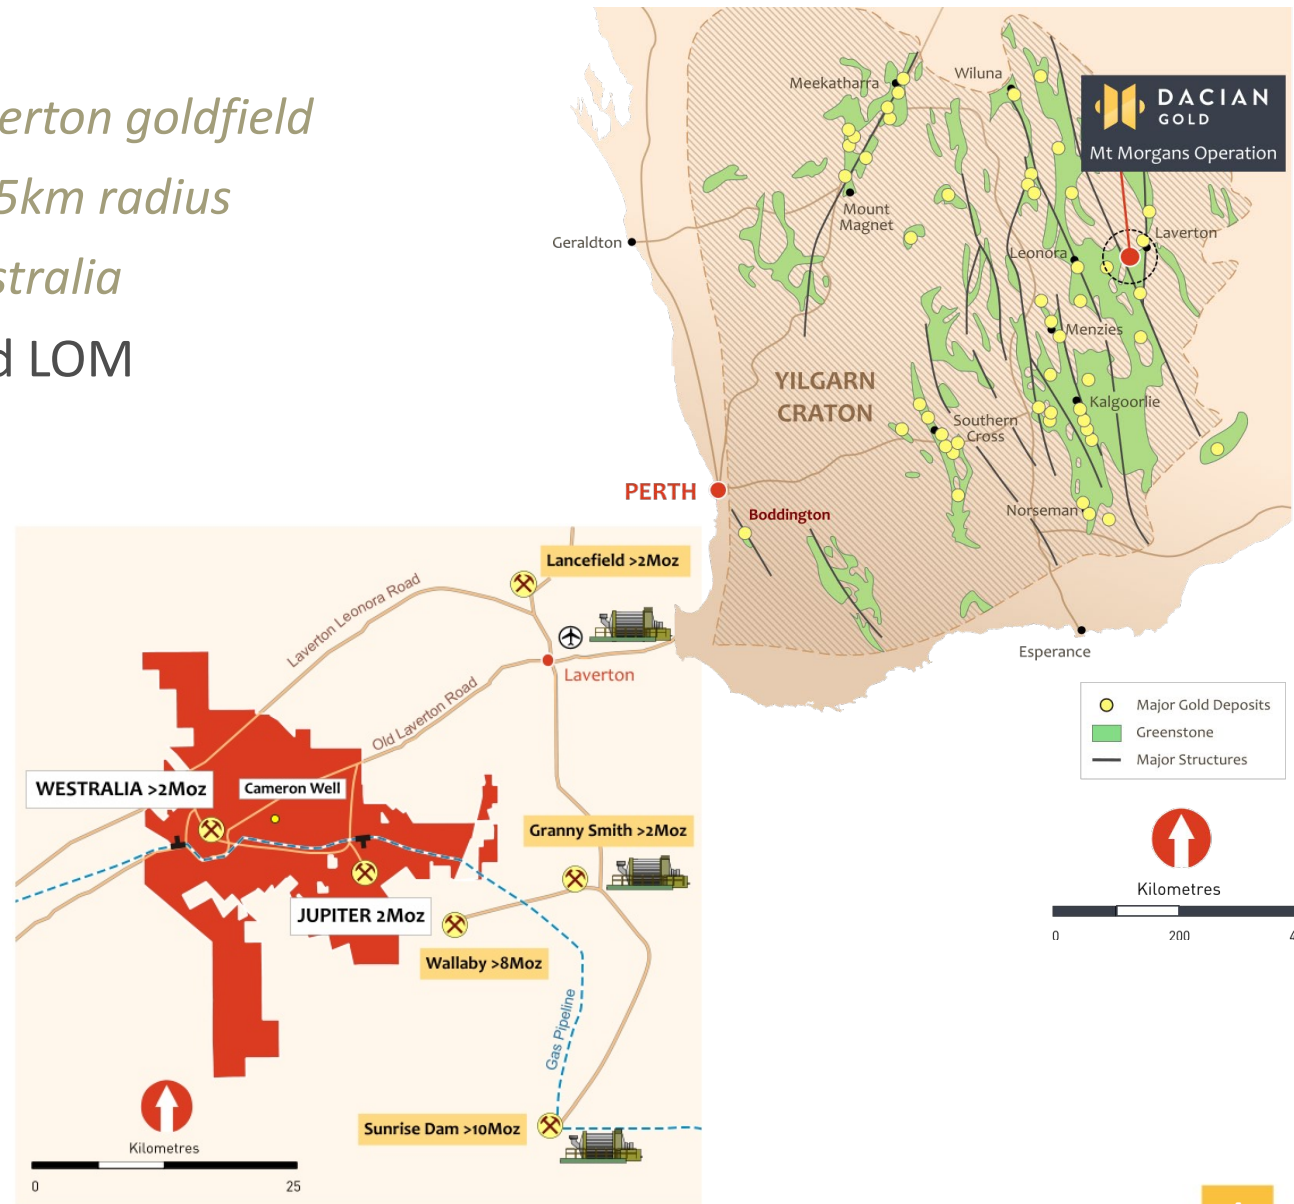 erton goldfield
5km radius
stralia
d LOM
Meekatharra
Wiluna
DACIAN
GOLD
Mt Morgans Operation
Mount
Magnet
Geraldton
Laverton
Leonora
Menzies
YILGARN
CRATON
Kalgoorlie
Southern
Cross
PERTH
Boddington
Norseman
Esperance
Major Gold Deposits
Greenstone
Major Structures
Kilometres
0
200
4
Lancefield >2Moz
Laverton Leonora Road
Laverton
Old Laverton Road
WESTRALIA >2Moz
Cameron Well
Granny Smith >2Moz
JUPITER 2Moz
Wallaby >8Moz
Gas Pipeline
Sunrise Dam >10Moz
Kilometres
0
25